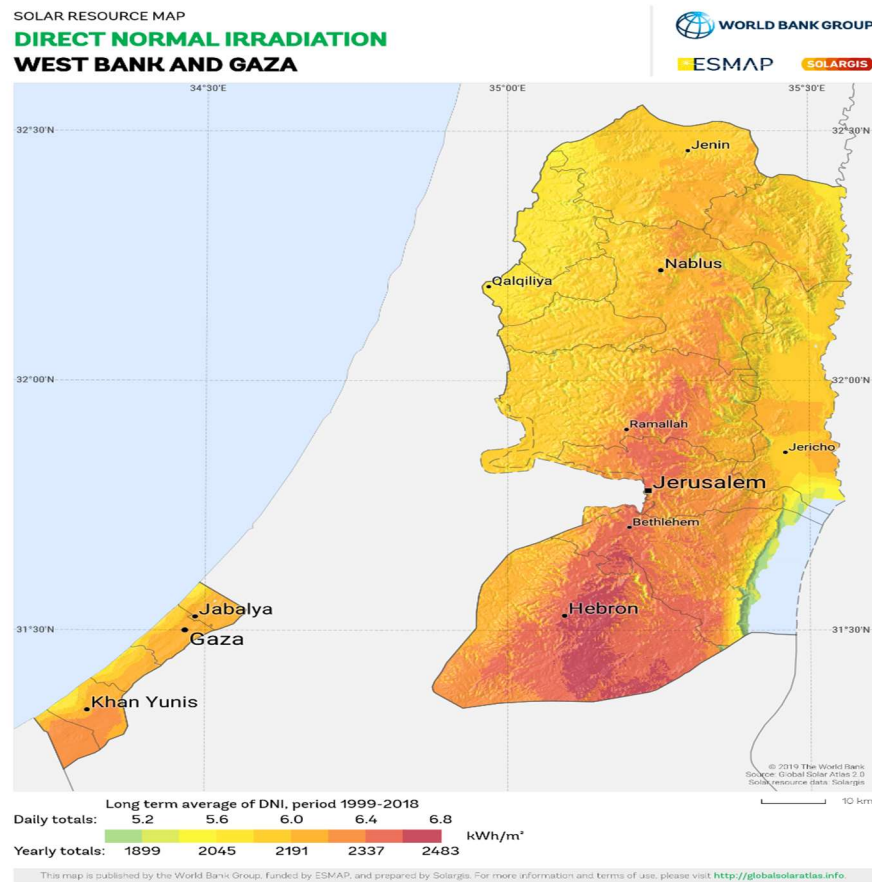 SOLAR RESOURCE MAP
DIRECT NORMAL IRRADIATION
WEST BANK AND GAZA
WORLD BANK GROUP
ESMAP
SOLARGIS
34°30'E
35°00'E
35°30'E
32°30'N
32°30'N
Jenin
Nablus
Qalqiliya
32°00'N
32°00'N
Ramallah
Jericho
Jerusalem
Bethlehem
Hebron
Jabalya
31°30'N
31°30'N
Gaza
Khan Yunis
© 2019 The World Bank
Source: Global Solar Atlas 2.0
Solar resource data: Solargis
Long term average of DNI, period 1999-2018
10 km
Daily totals: 5.2 5.6 6.0 6.4 6.8
kWh/m²
Yearly totals: 1899 2045 2191 2337 2483
This map is published by the World Bank Group, funded by ESMAP, and prepared by Solargis. For more information and terms of use, please visit http://globalsolaratlas.info.